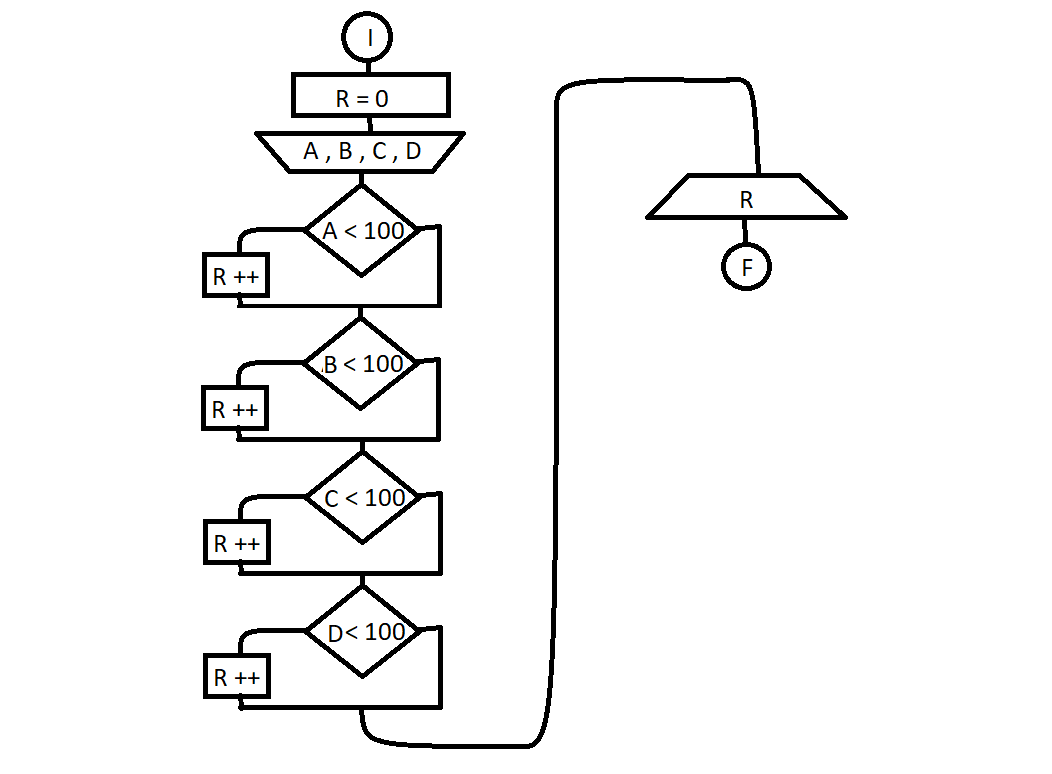 I
R = 0
A , B , C , D
A < 100
R ++
B < 100
R ++
C < 100
R ++
D< 100
R ++
R
F